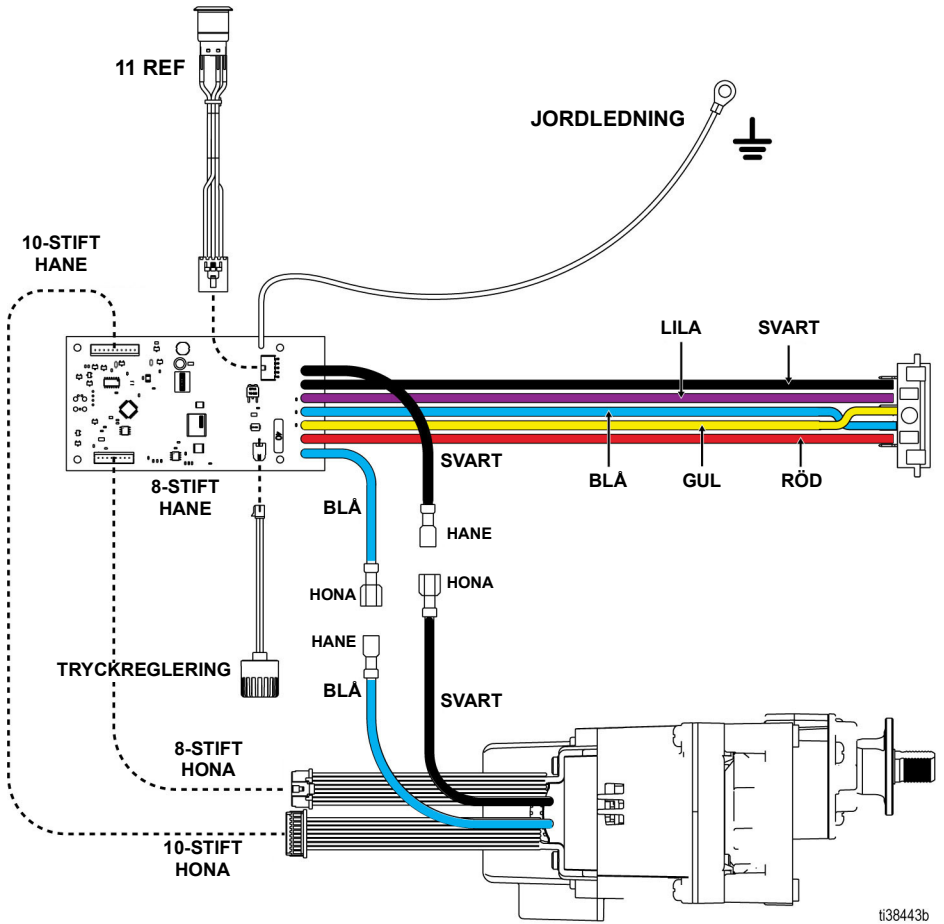 11 REF
JORDLEDNING
10-STIFT
HANE
LILA
SVART
SVART
BLÅ
GUL
RÖD
8-STIFT
HANE
BLÅ
HANE
HONA
HONA
HANE
TRYCKREGLERING
BLÅ
SVART
8-STIFT
HONA
10-STIFT
HONA
ti38443b